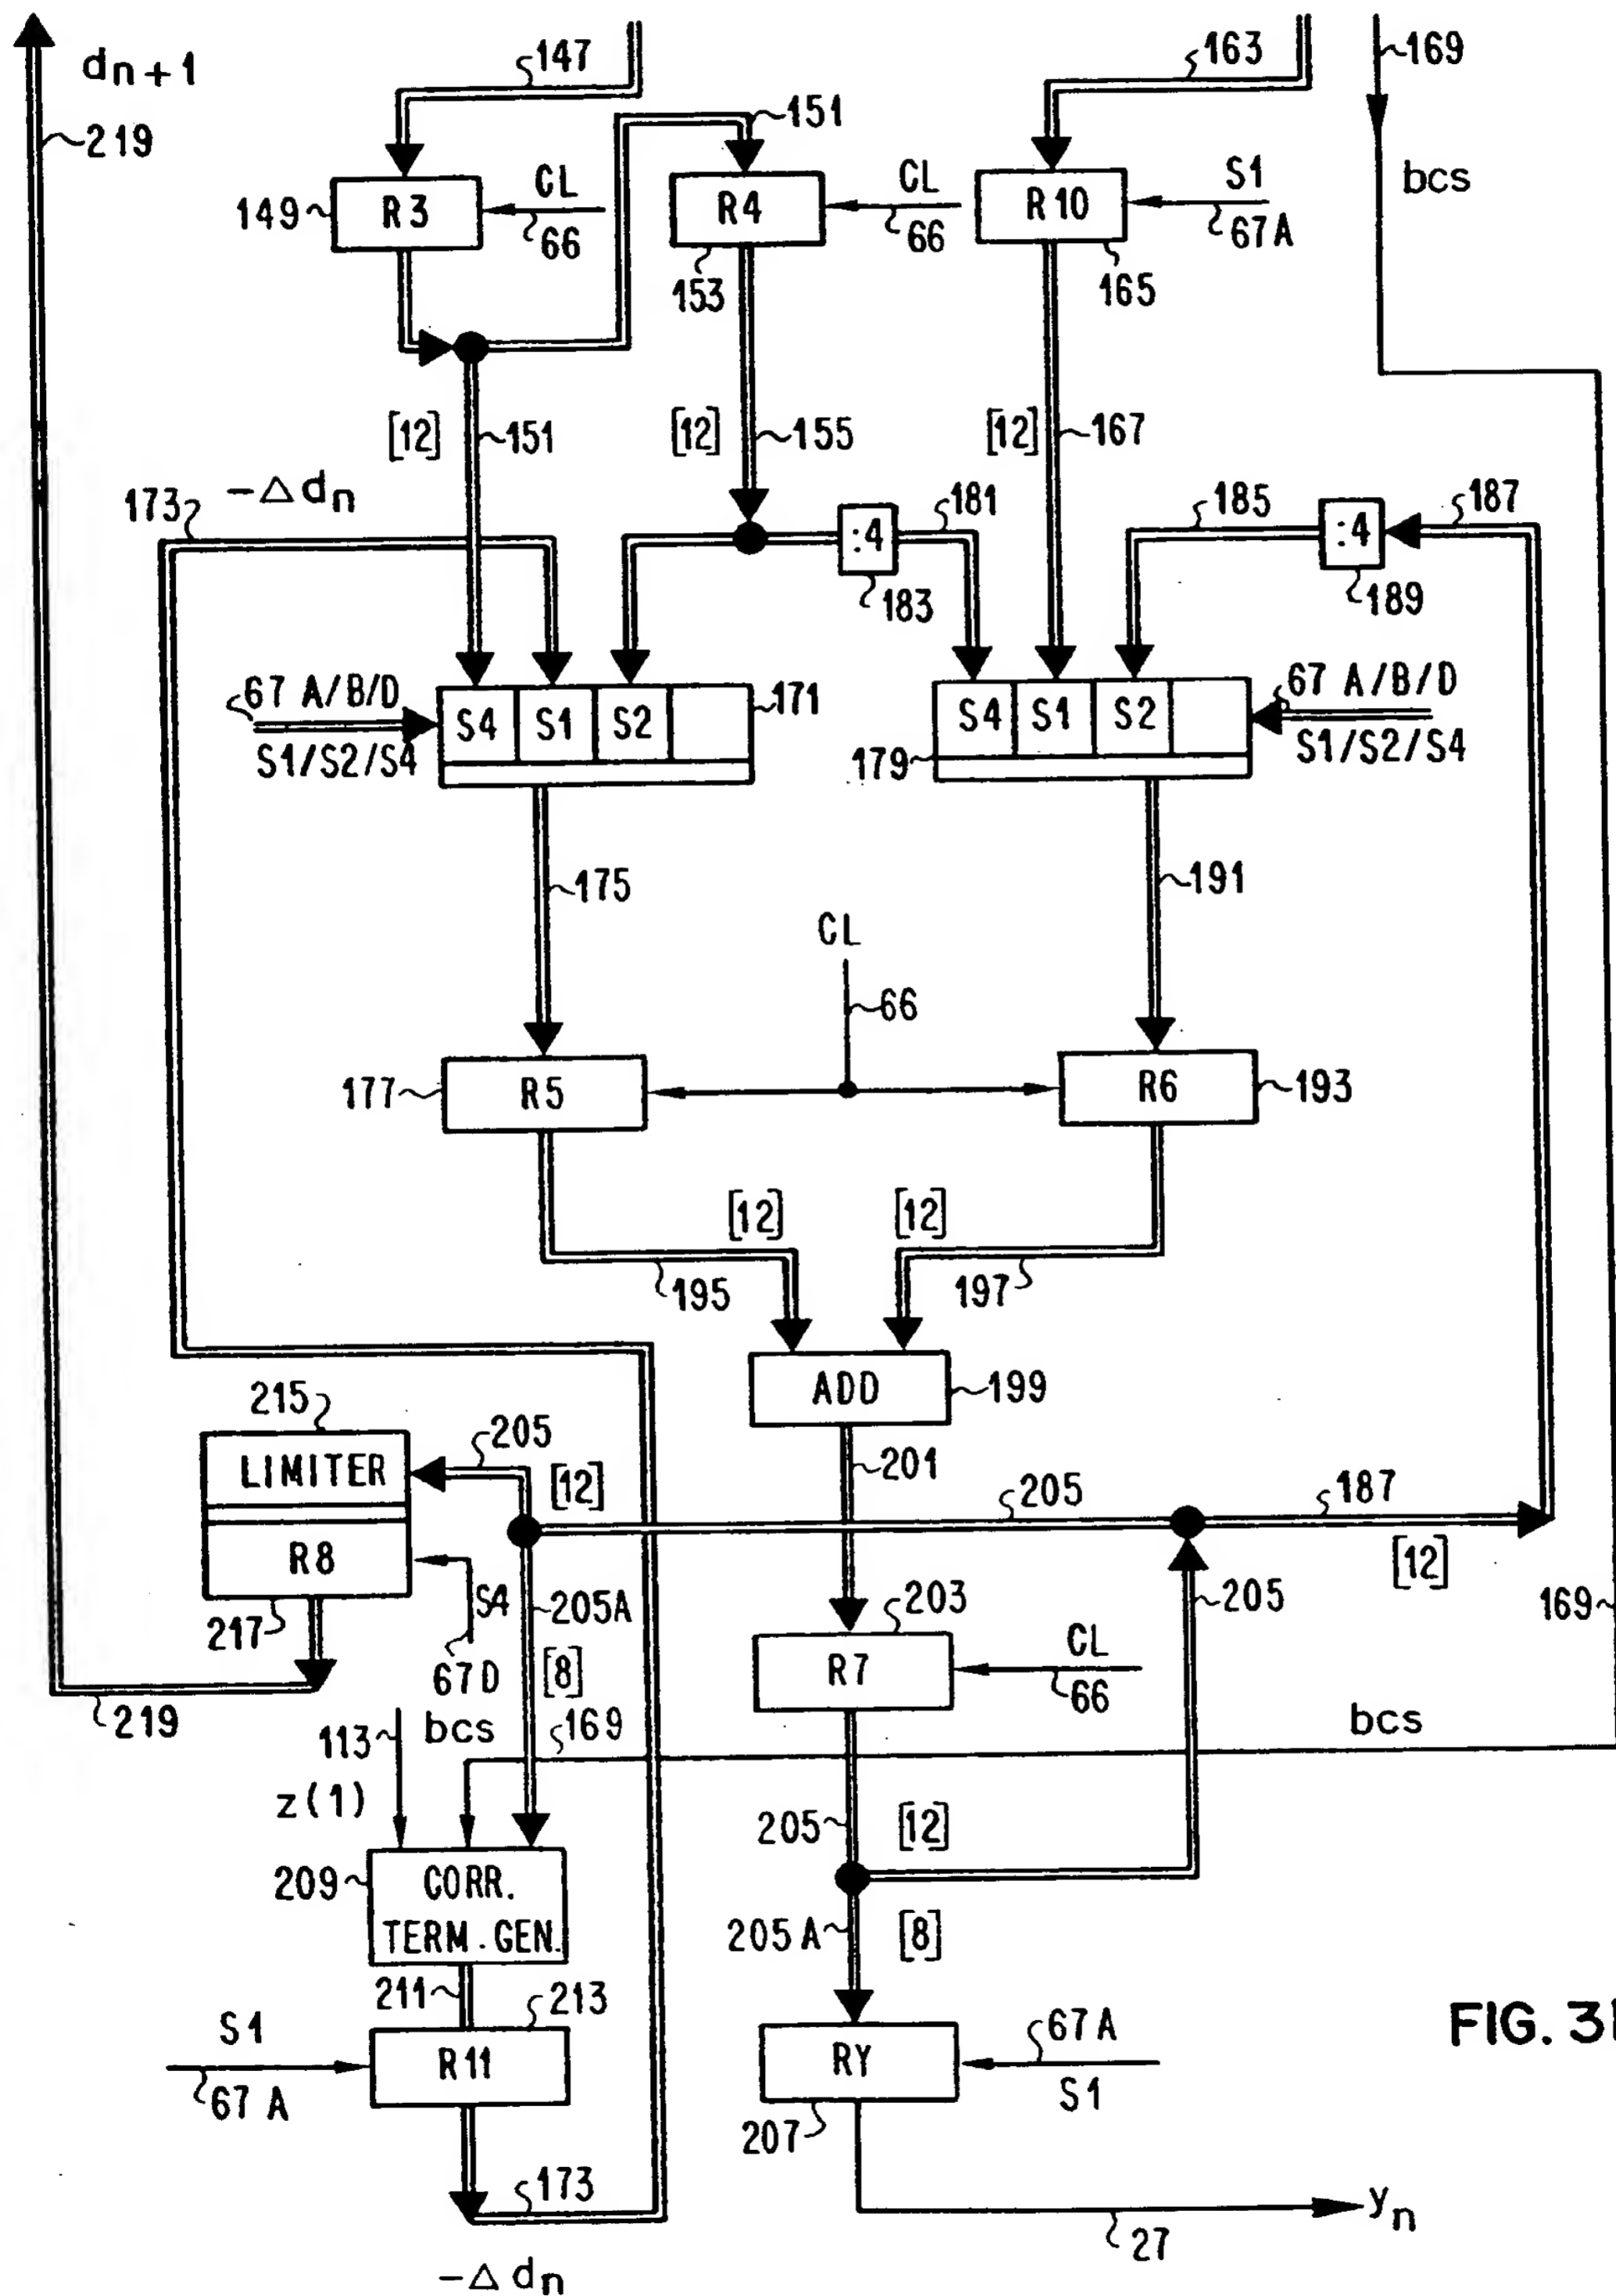 dn+1
147
163
169
219
151
CL
CL
S1
bcs
149
R3
R4
R10
66
66
67A
153
165
[12]
151
[12]
155
[12]
167
173
-Δdn
181
185
187
:4
:4
183
189
67 A/B/D
S4
S1
S2
171
S4
S1
S2
67 A/B/D
S1/S2/S4
179
S1/S2/S4
175
191
CL
66
177
R5
R6
193
[12]
[12]
195
197
ADD
199
215
205
201
LIMITER
[12]
205
187
R8
[12]
S4
205A
203
205
169
217
67D
[8]
R7
CL
66
219
113
bcs
169
bcs
z(1)
205
[12]
209
CORR.
TERM. GEN.
205A
[8]
211
213
S1
R11
RY
67A
67 A
S1
207
173
yn
27
-Δdn